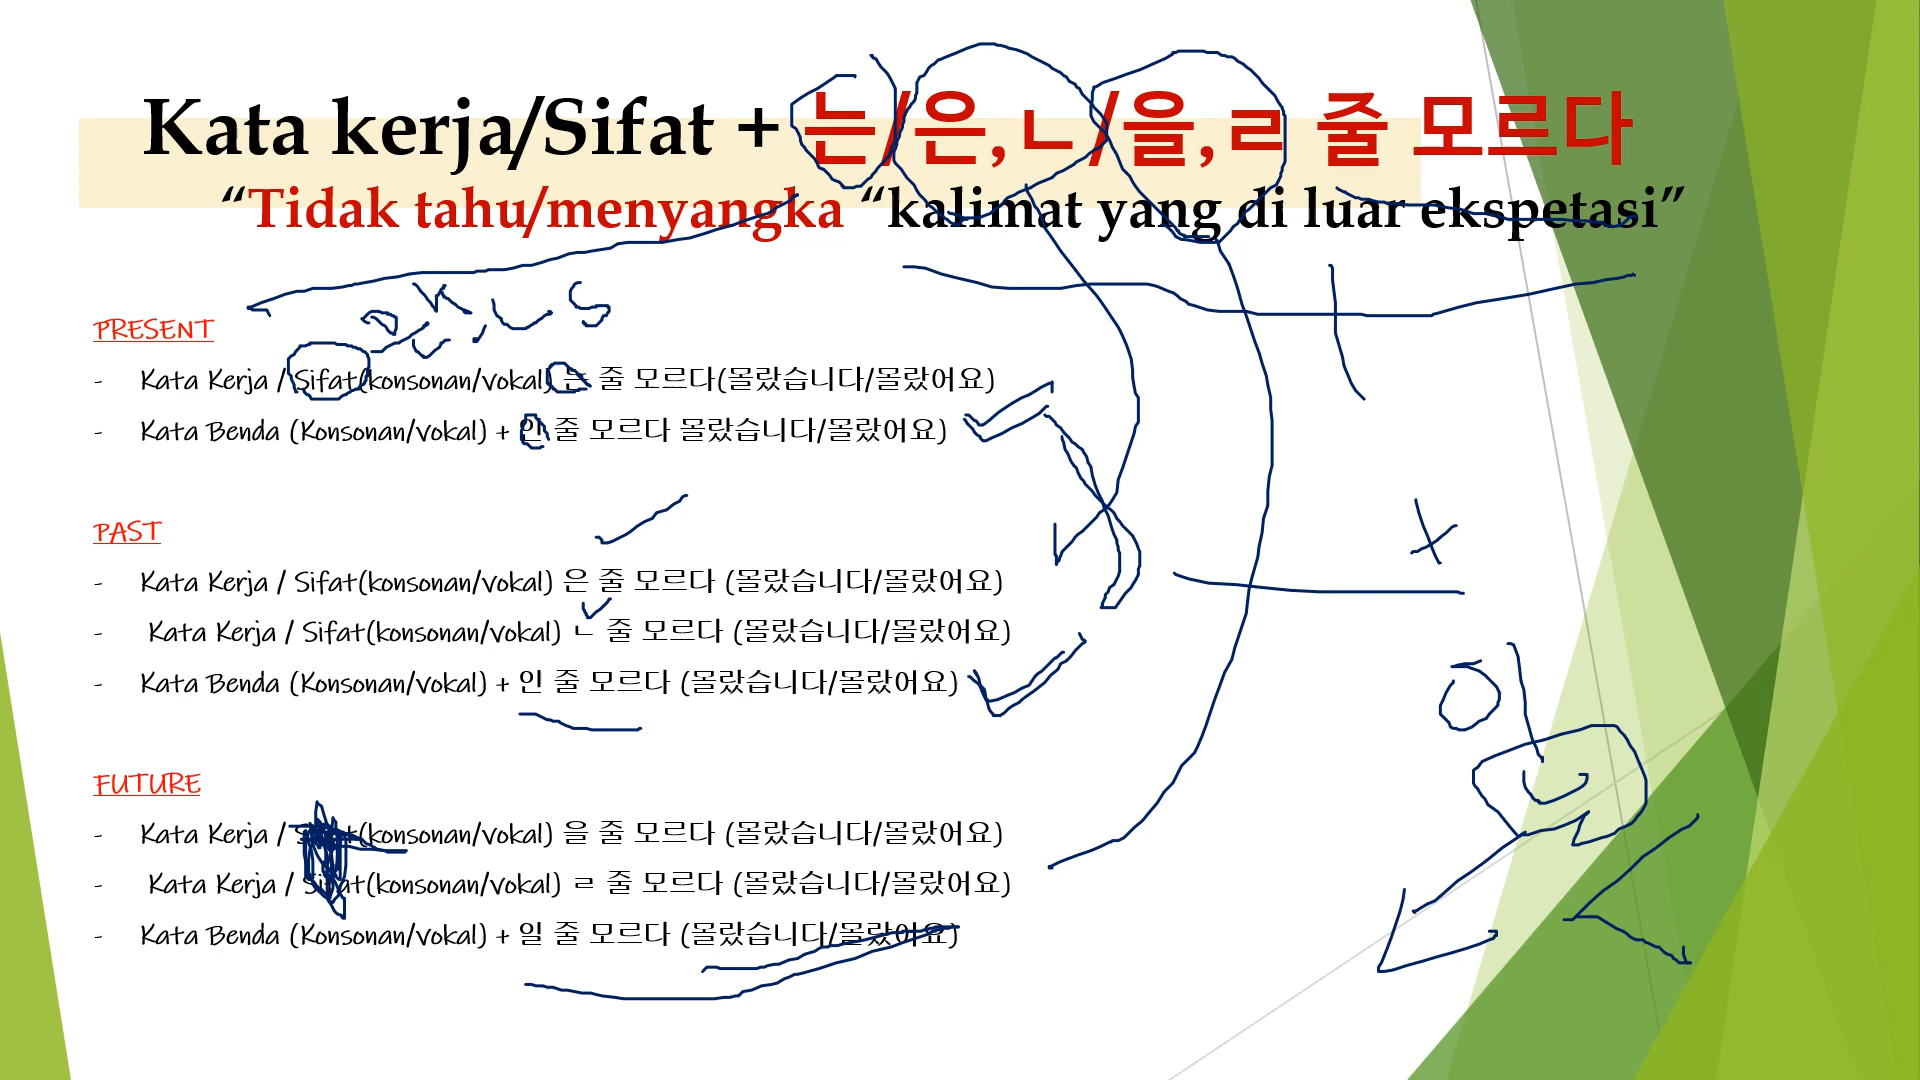 Kata kerja/Sifat + 는/은,ㄴ/을,ㄹ 줄 모르다
“Tidak tahu/menyangka “kalimat yang di luar ekspetasi”
PRESENT
- Kata Kerja / Sifat(konsonan/vokal) 는 줄 모르다(몰랐습니다/몰랐어요)
- Kata Benda (Konsonan/vokal) + 인 줄 모르다 몰랐습니다/몰랐어요)
PAST
- Kata Kerja / Sifat(konsonan/vokal) 은 줄 모르다 (몰랐습니다/몰랐어요)
- Kata Kerja / Sifat(konsonan/vokal) ㄴ 줄 모르다 (몰랐습니다/몰랐어요)
- Kata Benda (Konsonan/vokal) + 인 줄 모르다 (몰랐습니다/몰랐어요)
FUTURE
- Kata Kerja / Sifat(konsonan/vokal) 을 줄 모르다 (몰랐습니다/몰랐어요)
- Kata Kerja / Sifat(konsonan/vokal) ㄹ 줄 모르다 (몰랐습니다/몰랐어요)
- Kata Benda (Konsonan/vokal) + 일 줄 모르다 (몰랐습니다/몰랐어요)